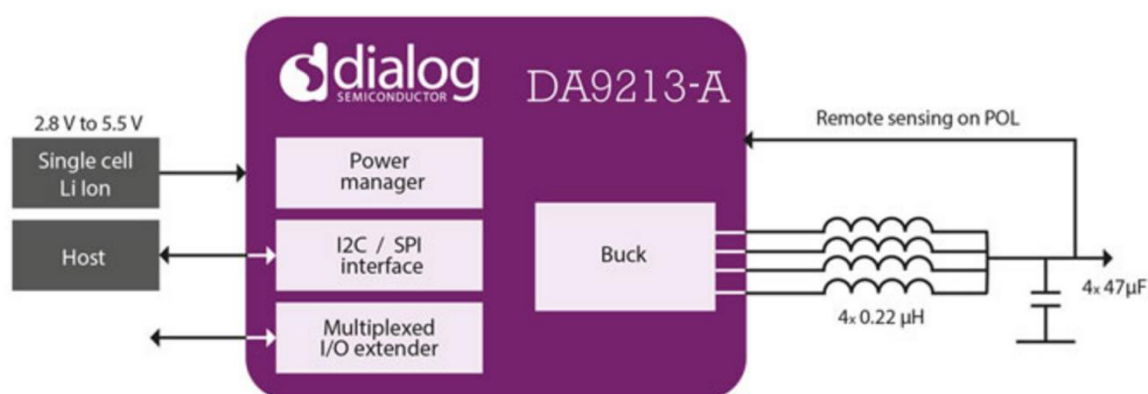 dialog
SEMICONDUCTOR
DA9213-A
2.8 V to 5.5 V
Single cell
Li Ion
Host
Power
manager
I2C / SPI
interface
Multiplexed
I/O extender
Buck
Remote sensing on POL
4x 0.22 µH
4x 47µF